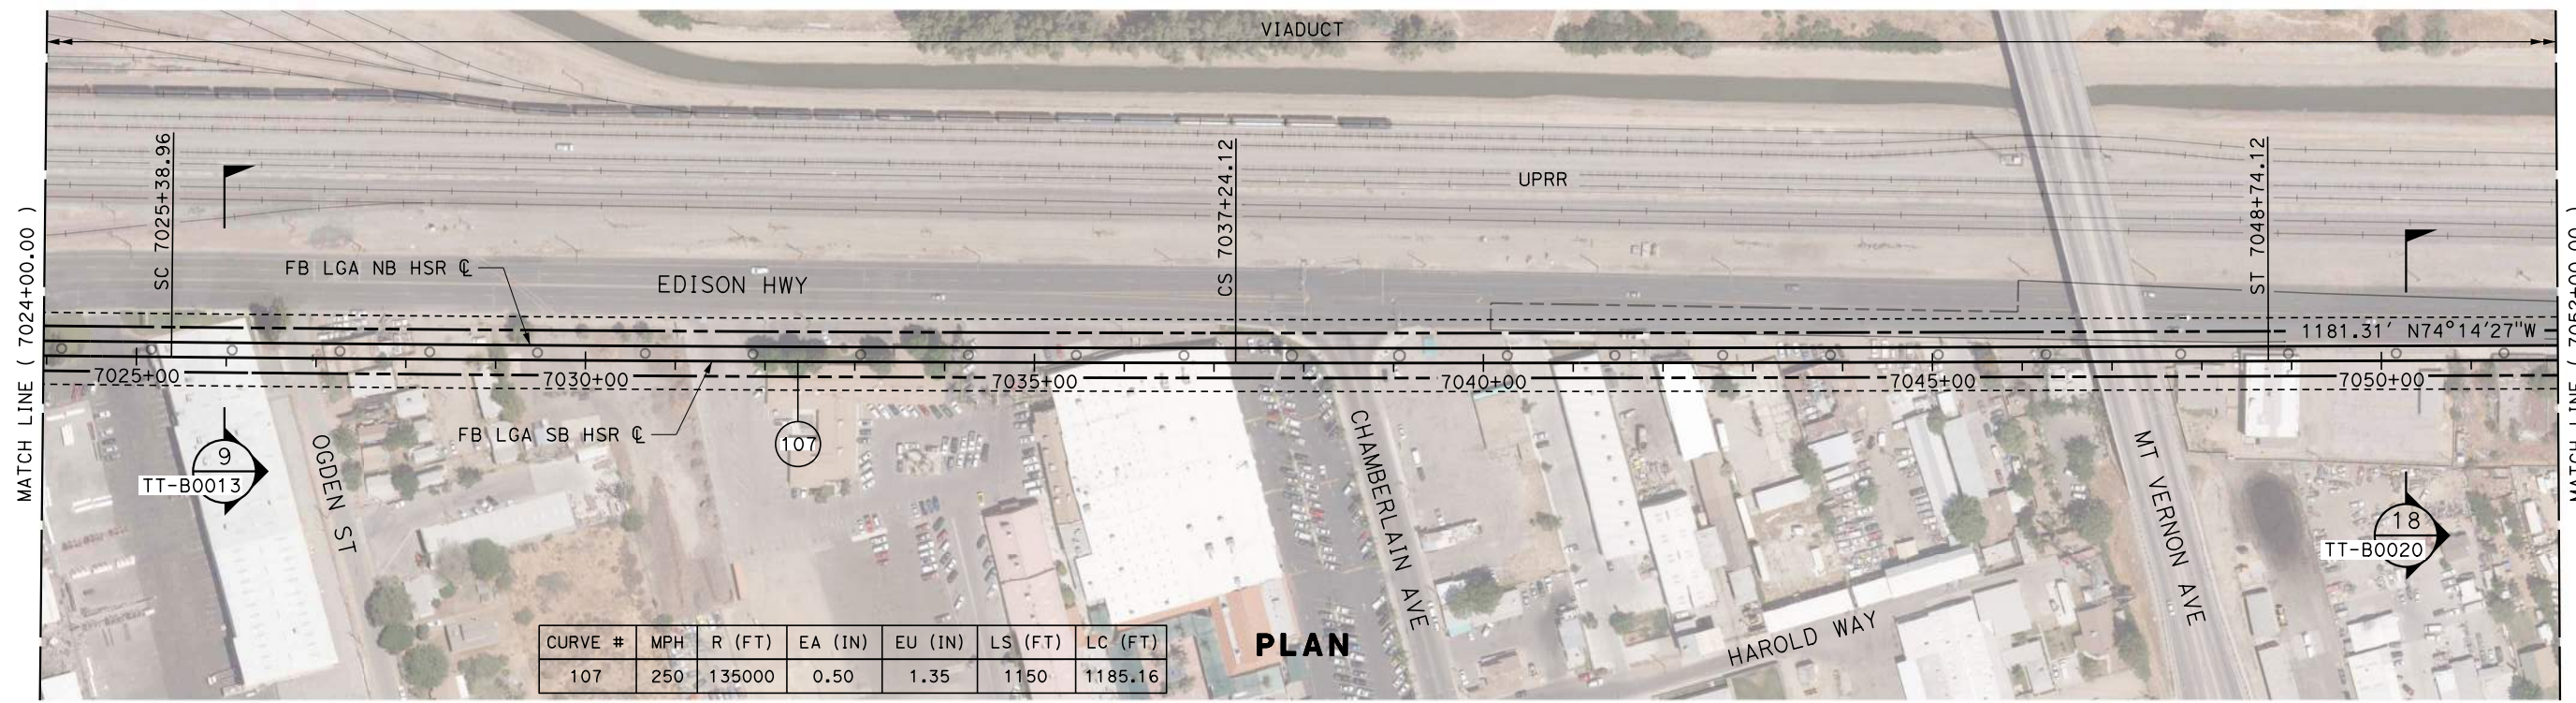 VIADUCT
MATCH LINE ( 7024+00.00 )
SC 7025+38.96
CS 7037+24.12
ST 7048+74.12
UPRR
FB LGA NB HSR ℄
EDISON HWY
1181.31' N74°14'27"W
7025+00
7030+00
7035+00
7040+00
7045+00
7050+00
FB LGA SB HSR ℄
107
9
TT-B0013
OGDEN ST
CHAMBERLAIN AVE
MT VERNON AVE
18
TT-B0020
HAROLD WAY
PLAN
CURVE # MPH R (FT) EA (IN) EU (IN) LS (FT) LC (FT)
107 250 135000 0.50 1.35 1150 1185.16
MATCH LINE ( 7052+00.00 )